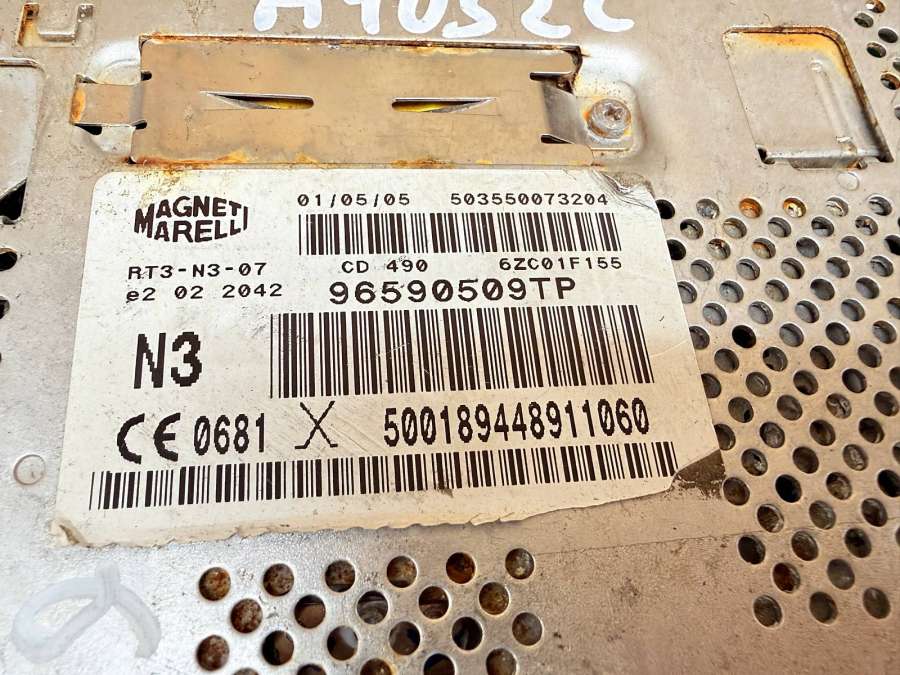 MAGNETI
MARELLI
01/05/05 503550073204
RT3-N3-07 CD 490 6ZC01F155
e2 02 2042 96590509TP
N3
CE 0681 500189448911060